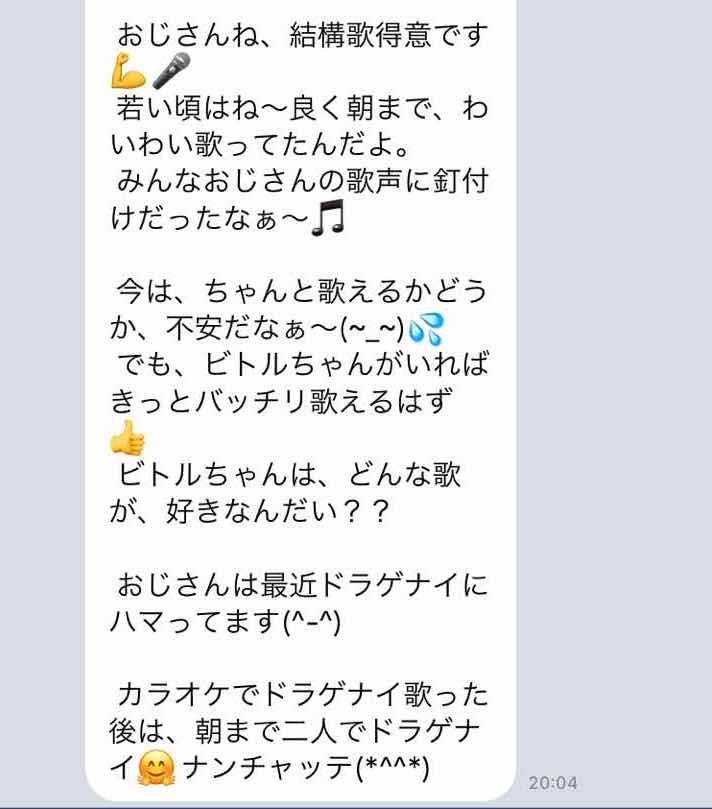 おじさんね、結構歌得意です
💪🎤
若い頃はね〜良く朝まで、わ
いわい歌ってたんだよ。
みんなおじさんの歌声に釘付
けだったなぁ〜🎵
今は、ちゃんと歌えるかどう
か、不安だなぁ〜(~_~)💦
でも、ビトルちゃんがいれば
きっとバッチリ歌えるはず
👍
ビトルちゃんは、どんな歌
が、好きなんだい？？
おじさんは最近ドラゲナイに
ハマってます(^-^)
カラオケでドラゲナイ歌った
後は、朝まで二人でドラゲナ
イ🤗ナンチャッテ(*^^*)
20:04